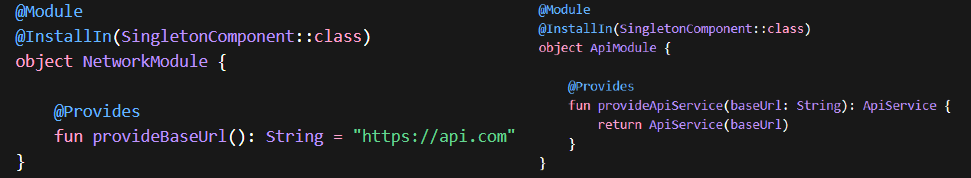 @Module
@InstallIn(SingletonComponent::class)
object NetworkModule {
    @Provides
    fun provideBaseUrl(): String = "https://api.com"
}
@Module
@InstallIn(SingletonComponent::class)
object ApiModule {
    @Provides
    fun provideApiService(baseUrl: String): ApiService {
        return ApiService(baseUrl)
    }
}